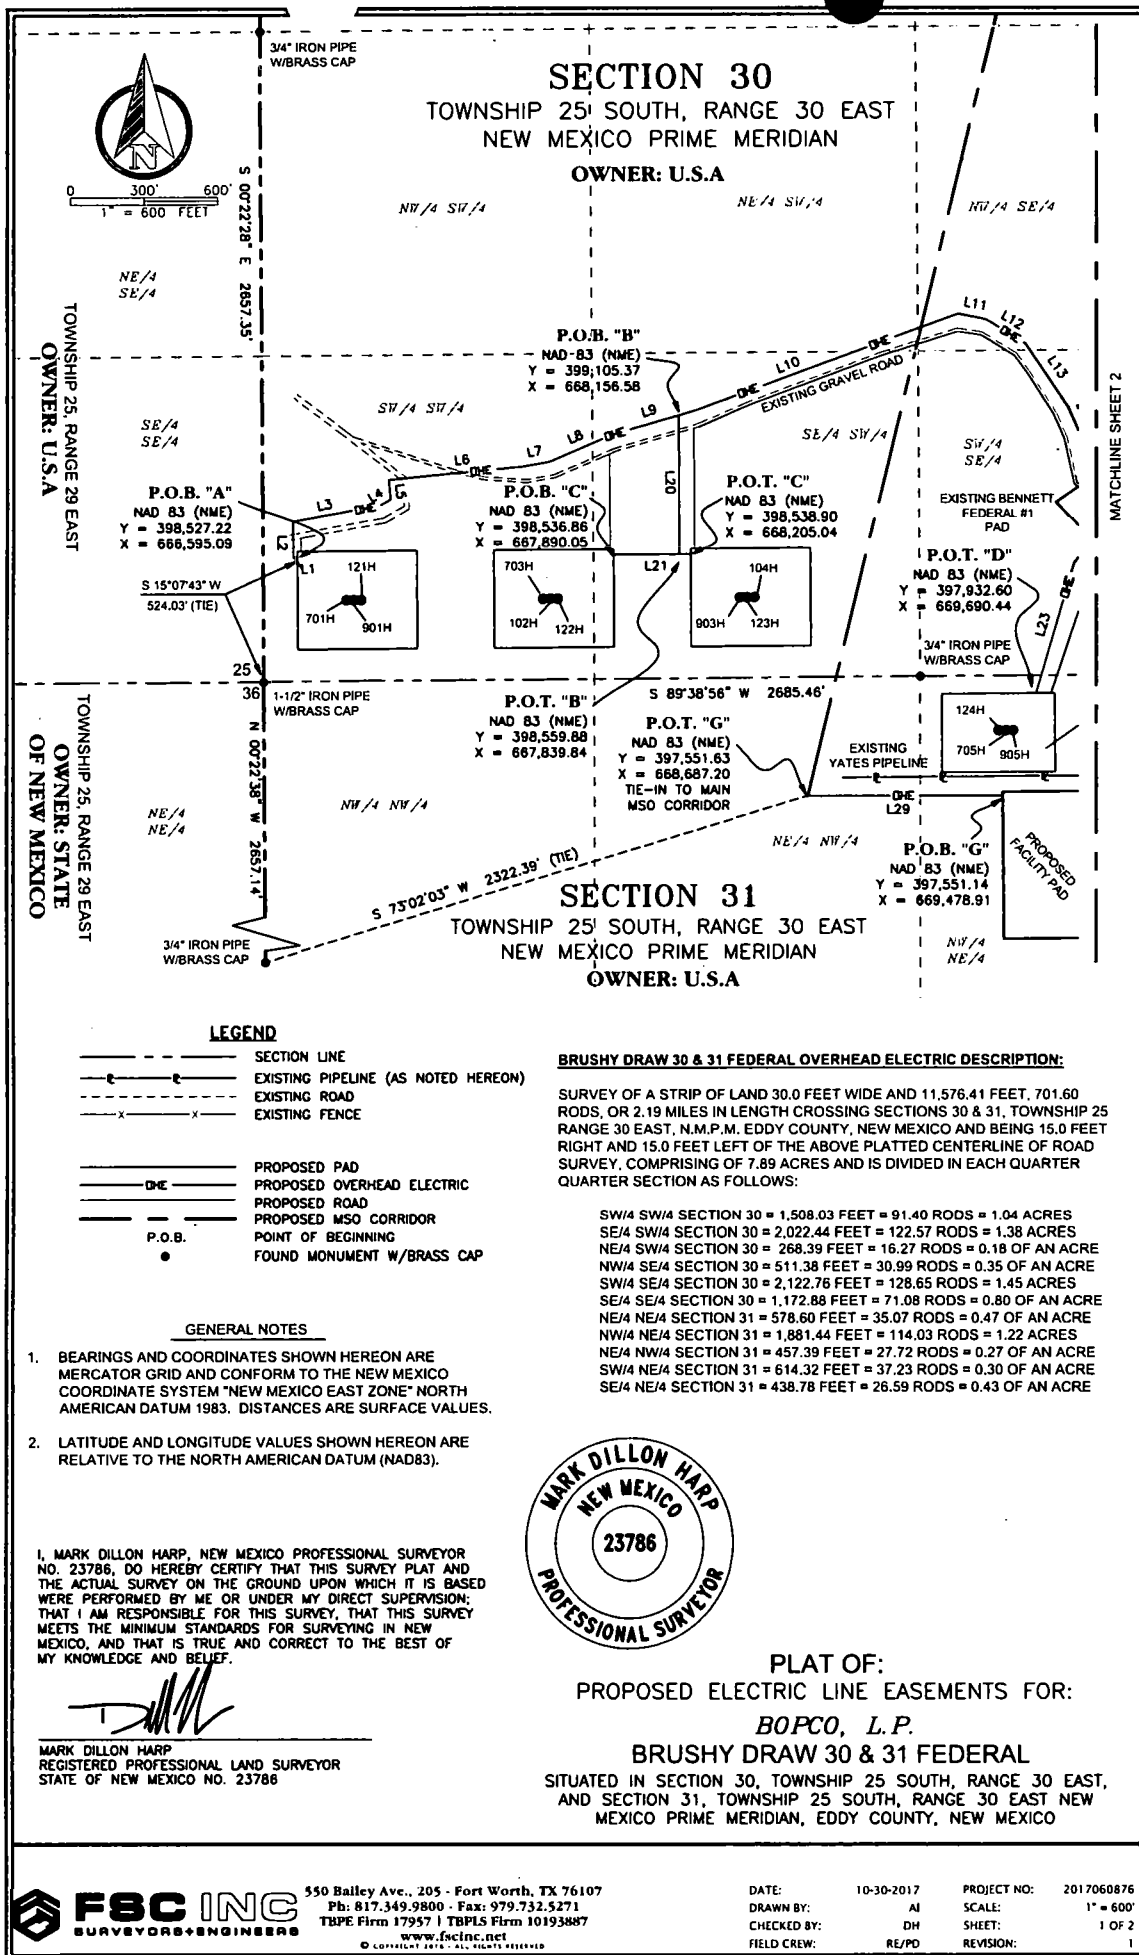 3/4" IRON PIPE
W/BRASS CAP
SECTION 30
TOWNSHIP 25 SOUTH, RANGE 30 EAST
NEW MEXICO PRIME MERIDIAN
OWNER: U.S.A
N
0 300' 600'
1" = 600 FEET
S 00°22'28" E 2657.35'
NW/4 SW/4
NE/4 SW/4
NW/4 SE/4
NE/4
SE/4
TOWNSHIP 25, RANGE 29 EAST
OWNER: U.S.A
SE/4
SE/4
SW/4 SW/4
SE/4 SW/4
SW/4
SE/4
P.O.B. "B"
NAD-83 (NME)
Y = 399,105.37
X = 668,156.58
L11
L12
OHE
L13
OHE
L10
OHE
EXISTING GRAVEL ROAD
L9
OHE
L8
L7
OHE
L6
L5
L4
OHE
L3
L2
L1
L20
L21
MATCHLINE SHEET 2
P.O.B. "A"
NAD 83 (NME)
Y = 398,527.22
X = 666,595.09
P.O.B. "C"
NAD 83 (NME)
Y = 398,536.86
X = 667,890.05
P.O.T. "C"
NAD 83 (NME)
Y = 398,538.90
X = 668,205.04
EXISTING BENNETT
FEDERAL #1
PAD
P.O.T. "D"
NAD 83 (NME)
Y = 397,932.60
X = 669,690.44
OHE
L23
S 15°07'43" W
524.03' (TIE)
121H
701H
901H
703H
102H
122H
104H
903H
123H
3/4" IRON PIPE
W/BRASS CAP
25
36
1-1/2" IRON PIPE
W/BRASS CAP
S 89°38'56" W 2685.46'
P.O.T. "B"
NAD 83 (NME)
Y = 398,559.88
X = 667,839.84
P.O.T. "G"
NAD 83 (NME)
Y = 397,551.63
X = 668,687.20
TIE-IN TO MAIN
MSO CORRIDOR
124H
705H
905H
EXISTING
YATES PIPELINE
OHE
L29
TOWNSHIP 25, RANGE 29 EAST
OWNER: STATE
OF NEW MEXICO
N 00°22'38" W 2657.14'
NE/4
NE/4
NW/4 NW/4
NE/4 NW/4
P.O.B. "G"
NAD 83 (NME)
Y = 397,551.14
X = 669,478.91
PROPOSED
FACILITY PAD
NW/4
NE/4
S 73°02'03" W 2322.39' (TIE)
3/4" IRON PIPE
W/BRASS CAP
SECTION 31
TOWNSHIP 25 SOUTH, RANGE 30 EAST
NEW MEXICO PRIME MERIDIAN
OWNER: U.S.A
LEGEND
SECTION LINE
EXISTING PIPELINE (AS NOTED HEREON)
EXISTING ROAD
x x EXISTING FENCE
PROPOSED PAD
OHE PROPOSED OVERHEAD ELECTRIC
PROPOSED ROAD
PROPOSED MSO CORRIDOR
P.O.B. POINT OF BEGINNING
FOUND MONUMENT W/BRASS CAP
GENERAL NOTES
1. BEARINGS AND COORDINATES SHOWN HEREON ARE
MERCATOR GRID AND CONFORM TO THE NEW MEXICO
COORDINATE SYSTEM "NEW MEXICO EAST ZONE" NORTH
AMERICAN DATUM 1983. DISTANCES ARE SURFACE VALUES.
2. LATITUDE AND LONGITUDE VALUES SHOWN HEREON ARE
RELATIVE TO THE NORTH AMERICAN DATUM (NAD83).
BRUSHY DRAW 30 & 31 FEDERAL OVERHEAD ELECTRIC DESCRIPTION:
SURVEY OF A STRIP OF LAND 30.0 FEET WIDE AND 11,576.41 FEET, 701.60
RODS, OR 2.19 MILES IN LENGTH CROSSING SECTIONS 30 & 31, TOWNSHIP 25
RANGE 30 EAST, N.M.P.M. EDDY COUNTY, NEW MEXICO AND BEING 15.0 FEET
RIGHT AND 15.0 FEET LEFT OF THE ABOVE PLATTED CENTERLINE OF ROAD
SURVEY, COMPRISING OF 7.89 ACRES AND IS DIVIDED IN EACH QUARTER
QUARTER SECTION AS FOLLOWS:
SW/4 SW/4 SECTION 30 = 1,508.03 FEET = 91.40 RODS = 1.04 ACRES
SE/4 SW/4 SECTION 30 = 2,022.44 FEET = 122.57 RODS = 1.38 ACRES
NE/4 SW/4 SECTION 30 = 268.39 FEET = 16.27 RODS = 0.18 OF AN ACRE
NW/4 SE/4 SECTION 30 = 511.38 FEET = 30.99 RODS = 0.35 OF AN ACRE
SW/4 SE/4 SECTION 30 = 2,122.76 FEET = 128.65 RODS = 1.45 ACRES
SE/4 SE/4 SECTION 30 = 1,172.88 FEET = 71.08 RODS = 0.80 OF AN ACRE
NE/4 NE/4 SECTION 31 = 578.60 FEET = 35.07 RODS = 0.47 OF AN ACRE
NW/4 NE/4 SECTION 31 = 1,881.44 FEET = 114.03 RODS = 1.22 ACRES
NE/4 NW/4 SECTION 31 = 457.39 FEET = 27.72 RODS = 0.27 OF AN ACRE
SW/4 NE/4 SECTION 31 = 614.32 FEET = 37.23 RODS = 0.30 OF AN ACRE
SE/4 NE/4 SECTION 31 = 438.78 FEET = 26.59 RODS = 0.43 OF AN ACRE
MARK DILLON HARP
NEW MEXICO
23786
PROFESSIONAL SURVEYOR
I, MARK DILLON HARP, NEW MEXICO PROFESSIONAL SURVEYOR
NO. 23786, DO HEREBY CERTIFY THAT THIS SURVEY PLAT AND
THE ACTUAL SURVEY ON THE GROUND UPON WHICH IT IS BASED
WERE PERFORMED BY ME OR UNDER MY DIRECT SUPERVISION;
THAT I AM RESPONSIBLE FOR THIS SURVEY, THAT THIS SURVEY
MEETS THE MINIMUM STANDARDS FOR SURVEYING IN NEW
MEXICO, AND THAT IS TRUE AND CORRECT TO THE BEST OF
MY KNOWLEDGE AND BELIEF.
MARK DILLON HARP
REGISTERED PROFESSIONAL LAND SURVEYOR
STATE OF NEW MEXICO NO. 23786
PLAT OF:
PROPOSED ELECTRIC LINE EASEMENTS FOR:
BOPCO, L.P.
BRUSHY DRAW 30 & 31 FEDERAL
SITUATED IN SECTION 30, TOWNSHIP 25 SOUTH, RANGE 30 EAST,
AND SECTION 31, TOWNSHIP 25 SOUTH, RANGE 30 EAST NEW
MEXICO PRIME MERIDIAN, EDDY COUNTY, NEW MEXICO
FSC INC
SURVEYORS+ENGINEERS
550 Bailey Ave., 205 - Fort Worth, TX 76107
Ph: 817.349.9800 - Fax: 979.732.5271
TBPE Firm 17957 | TBPLS Firm 10193887
www.fscinc.net
© COPYRIGHT 2016 - ALL RIGHTS RESERVED
DATE: 10-30-2017 PROJECT NO: 2017060876
DRAWN BY: AI SCALE: 1" = 600'
CHECKED BY: DH SHEET: 1 OF 2
FIELD CREW: RE/PD REVISION: 1